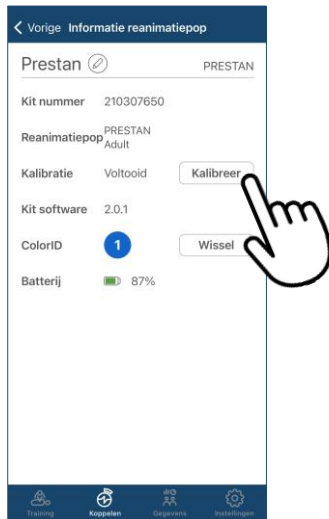 Vorige Informatie reanimatiepop
Prestan PRESTAN
Kit nummer 210307650
Reanimatiepop PRESTAN
Adult
Kalibratie Voltooid Kalibreer
Kit software 2.0.1
ColorID 1 Wissel
Batterij 87%
Training Koppelen Gegevens Instellingen